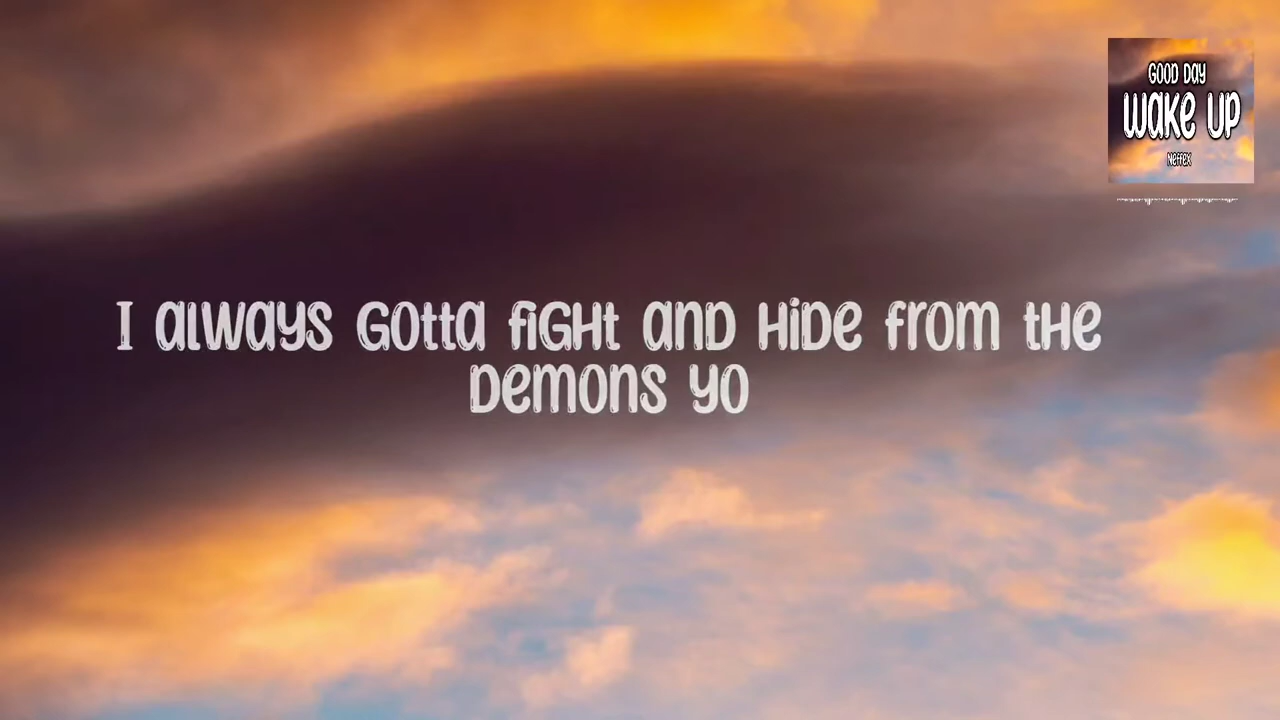 GOOD DAY
WAKE UP
NEFFEX
I always gotta fight and hide from the
demons yo